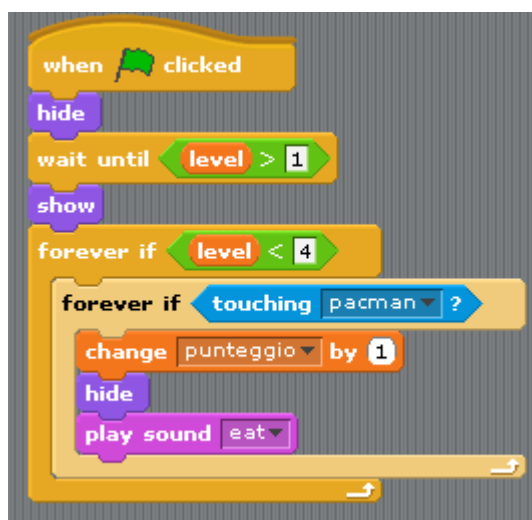 when clicked
hide
wait until level > 1
show
forever if level < 4
forever if touching pacman ?
change punteggio by 1
hide
play sound eat